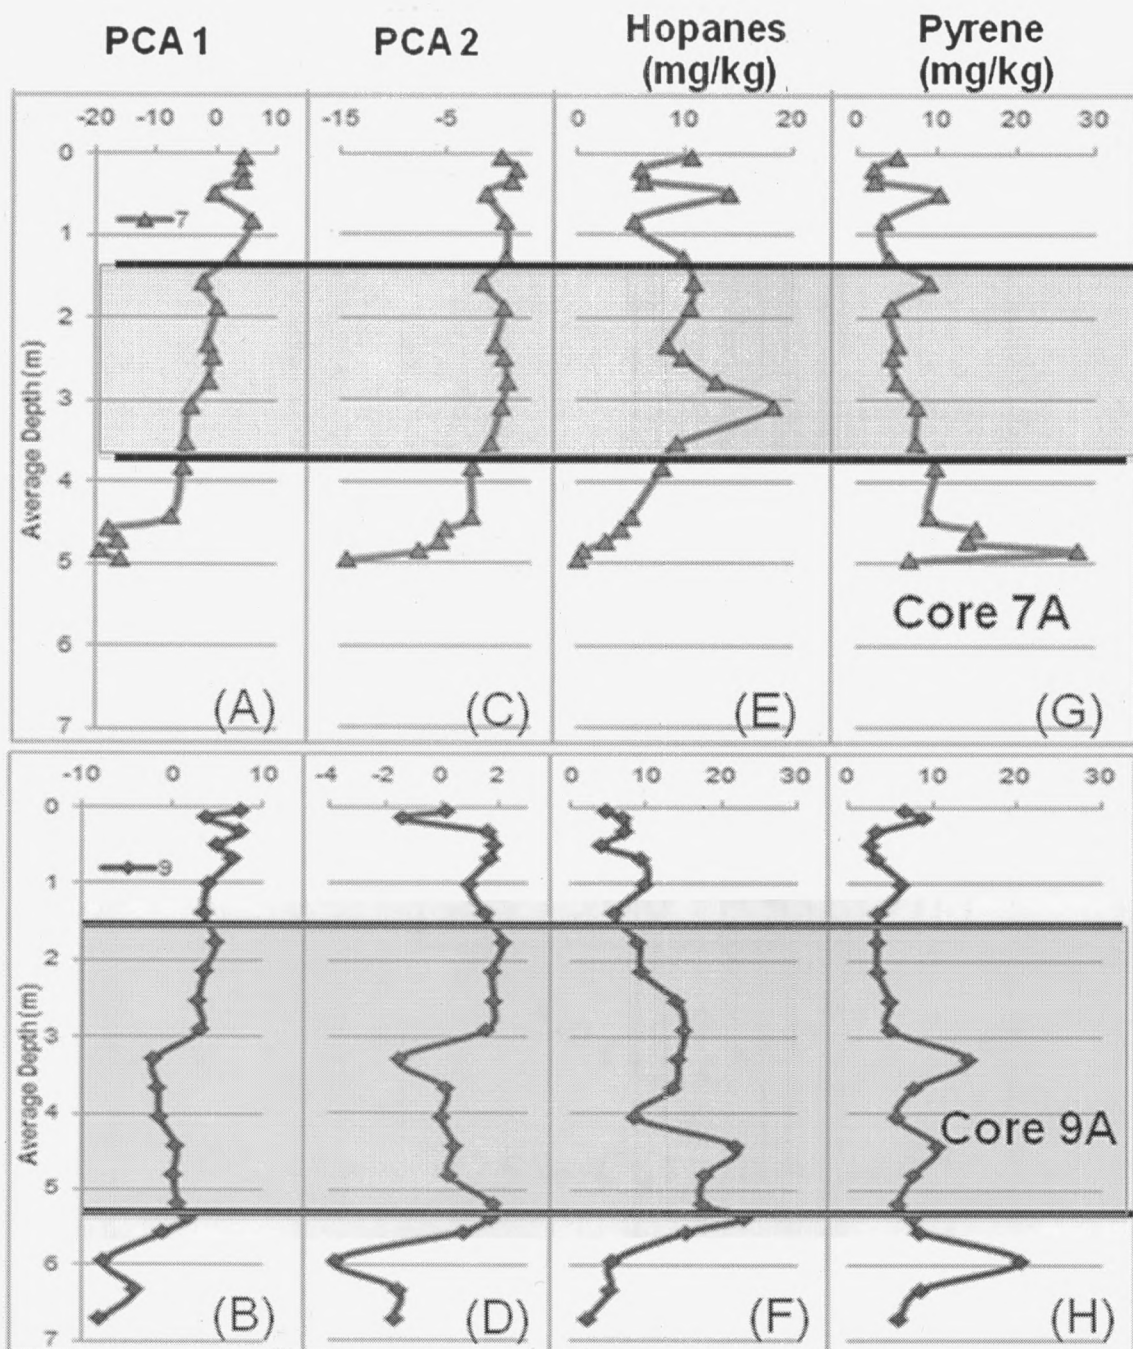 PCA 1 PCA 2 Hopanes (mg/kg) Pyrene (mg/kg)
-20 -10 0 10 -15 -5 0 10 20 0 10 20 30
0
7
1
2
3
4
5
6
7
Average Depth (m)
Core 7A
(A) (C) (E) (G)
-10 0 10 -4 -2 0 2 0 10 20 30 0 10 20 30
0
9
1
2
3
4
5
6
7
Average Depth (m)
Core 9A
(B) (D) (F) (H)